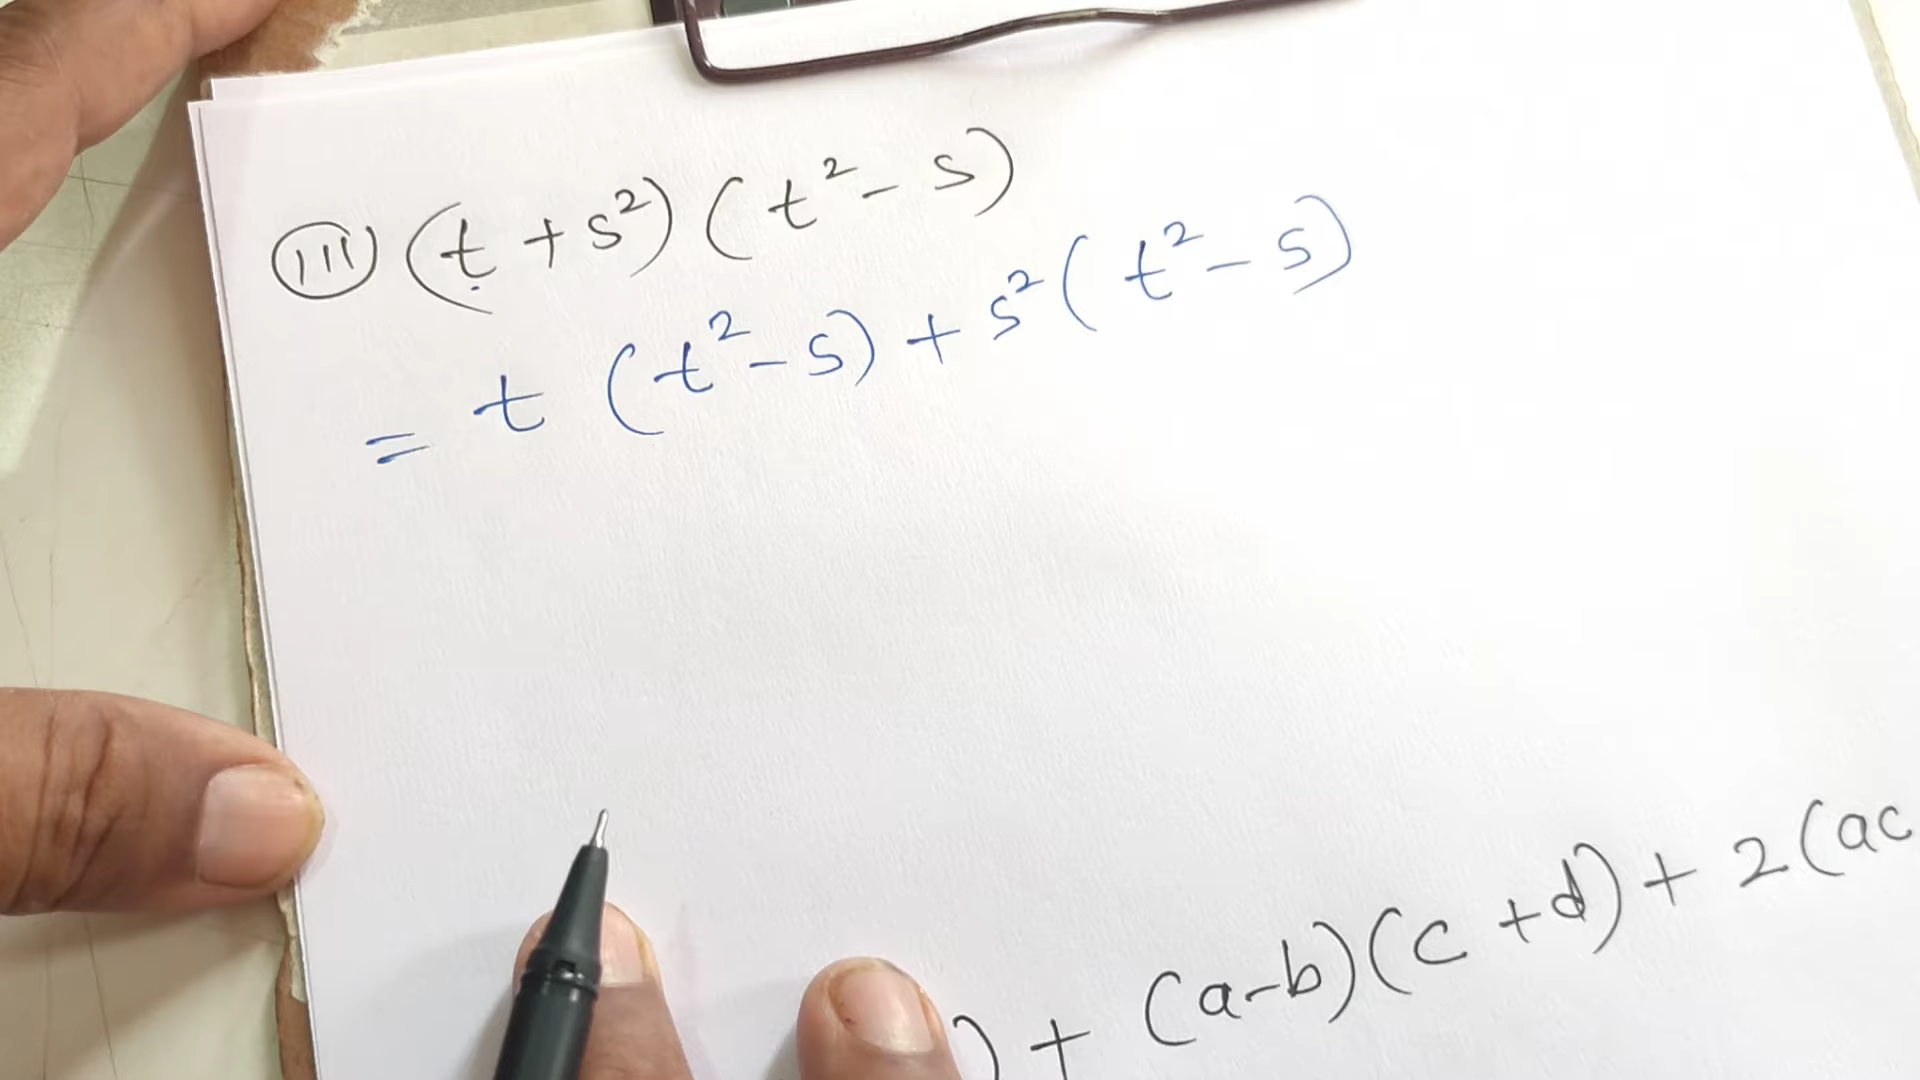 (III) (t + s²) (t² - s)
= t (t² - s) + s² (t² - s)
) + (a-b) (c + d) + 2 (ac